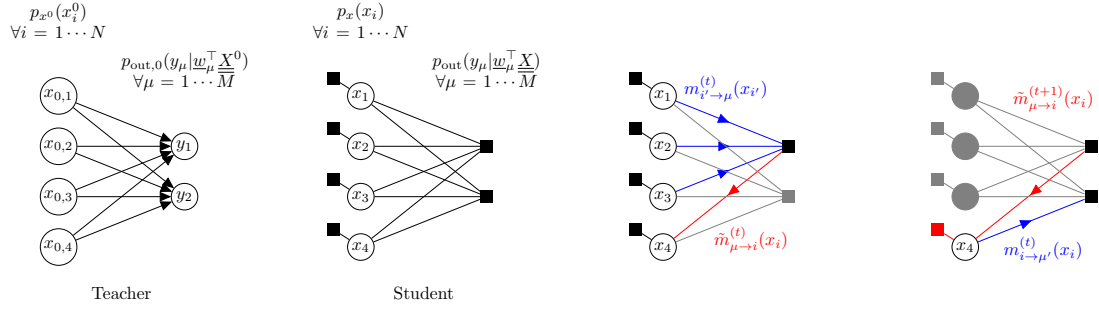 p_{x^0}(x_i^0)
∀i = 1⋯N
p_{out,0}(y_μ|w_μ^⊤ X^0)
∀μ = 1⋯M
x_{0,1}
x_{0,2}
x_{0,3}
x_{0,4}
y_1
y_2
Teacher
p_x(x_i)
∀i = 1⋯N
p_{out}(y_μ|w_μ^⊤ X)
∀μ = 1⋯M
x_1
x_2
x_3
x_4
Student
m_{i'→μ}^{(t)}(x_{i'})
x_1
x_2
x_3
x_4
m̃_{μ→i}^{(t)}(x_i)
m̃_{μ→i}^{(t+1)}(x_i)
x_4
m_{i→μ'}^{(t)}(x_i)